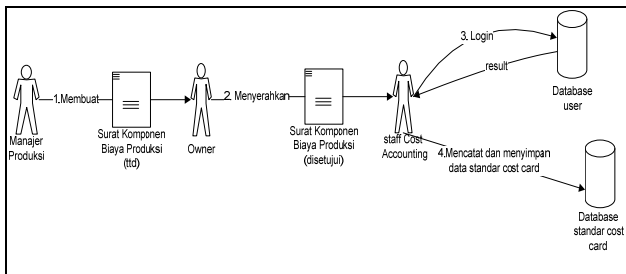 3. Login
result
Database
user
1.Membuat
2. Menyerahkan
Manajer
Produksi
Surat Komponen
Biaya Produksi
(ttd)
Owner
Surat Komponen
Biaya Produksi
(disetujui)
staff Cost
Accounting
4.Mencatat dan menyimpan
data standar cost card
Database
standar cost
card